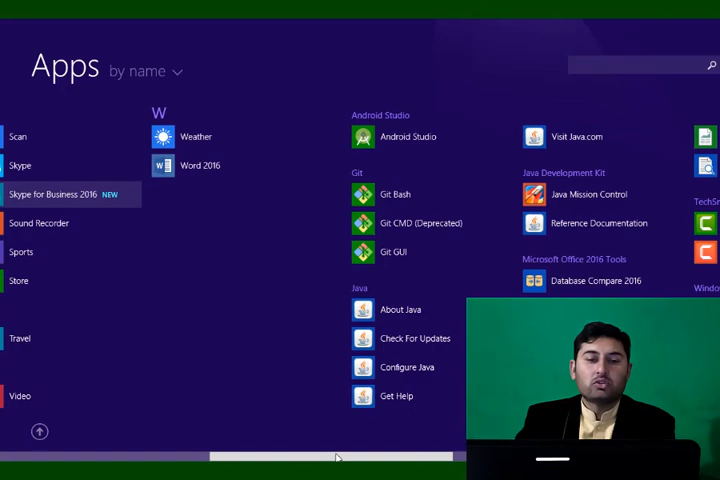 Apps by name
Scan
Skype
Skype for Business 2016 NEW
Sound Recorder
Sports
Store
Travel
Video
W
Weather
Word 2016
Android Studio
Android Studio
Git
Git Bash
Git CMD (Deprecated)
Git GUI
Java
About Java
Check For Updates
Configure Java
Get Help
Visit Java.com
Java Development Kit
Java Mission Control
Reference Documentation
Microsoft Office 2016 Tools
Database Compare 2016
TechSn
Windo